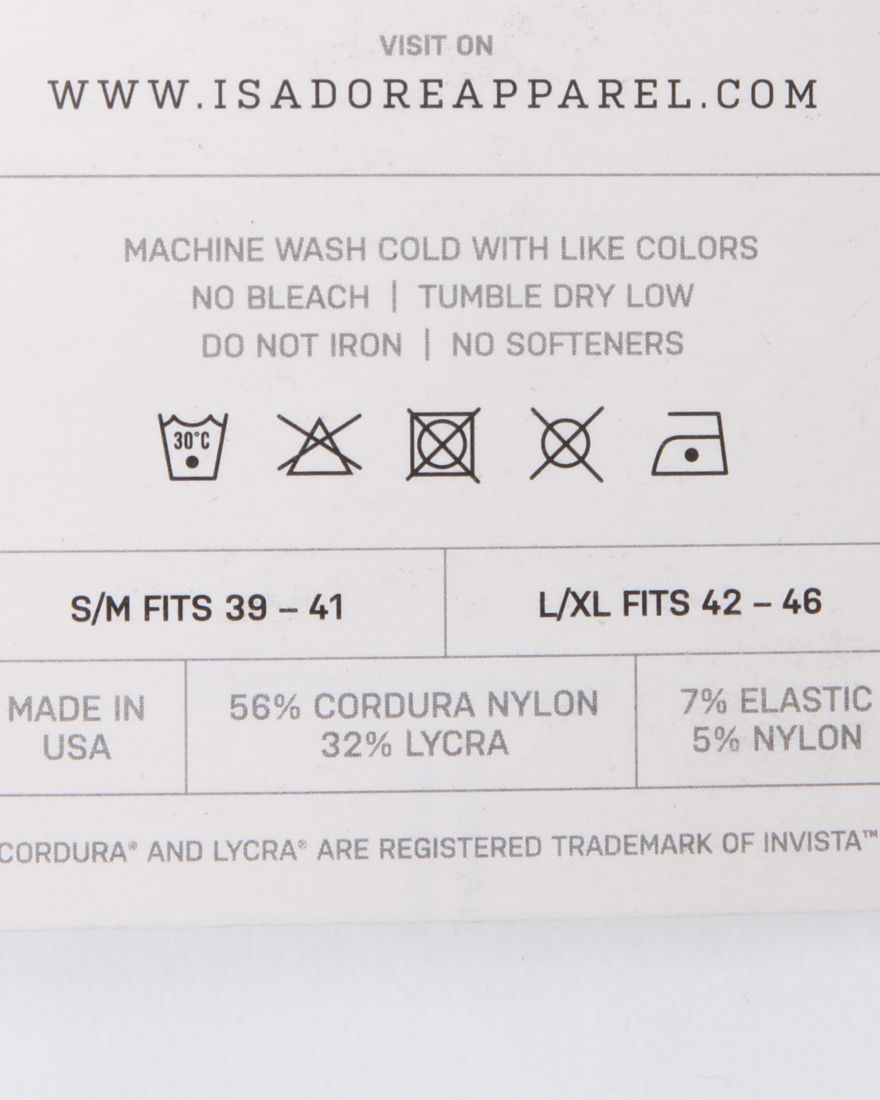 VISIT ON
WWW.ISADOREAPPAREL.COM
MACHINE WASH COLD WITH LIKE COLORS
NO BLEACH | TUMBLE DRY LOW
DO NOT IRON | NO SOFTENERS
30°C
S/M FITS 39 – 41
L/XL FITS 42 – 46
MADE IN
USA
56% CORDURA NYLON
32% LYCRA
7% ELASTIC
5% NYLON
CORDURA® AND LYCRA® ARE REGISTERED TRADEMARK OF INVISTA™